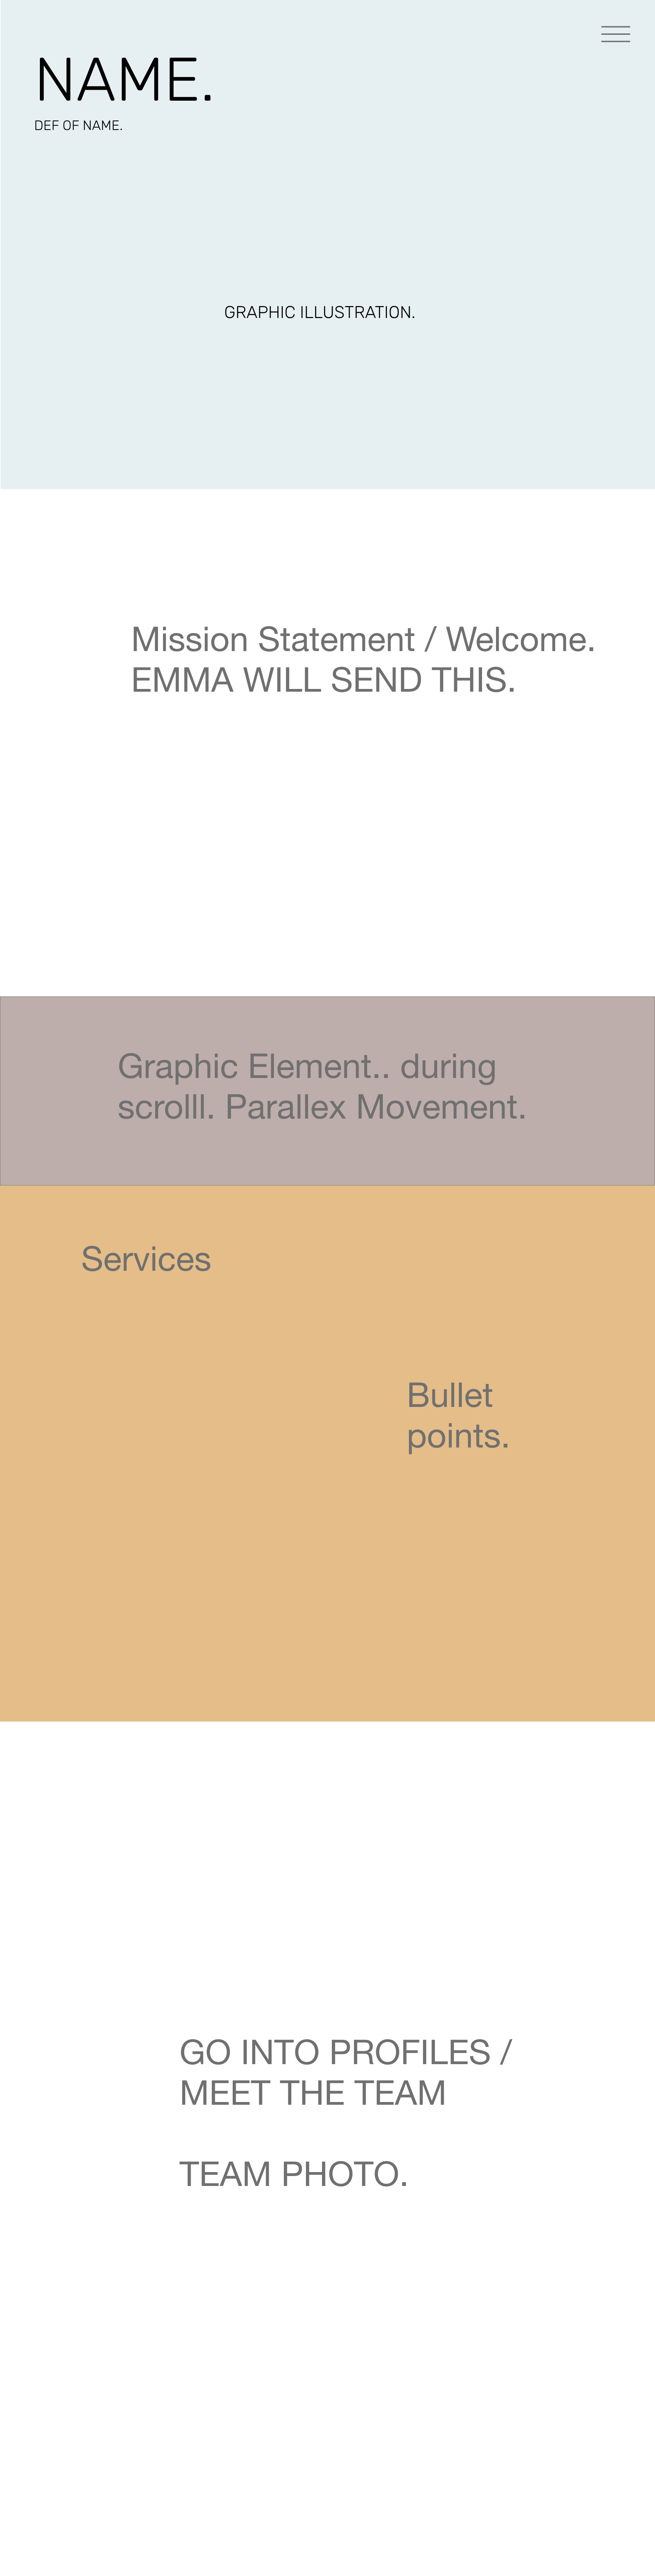 NAME.
DEF OF NAME.
GRAPHIC ILLUSTRATION.
Mission Statement / Welcome.
EMMA WILL SEND THIS.
Graphic Element.. during
scrolll. Parallex Movement.
Services
Bullet
points.
GO INTO PROFILES /
MEET THE TEAM
TEAM PHOTO.